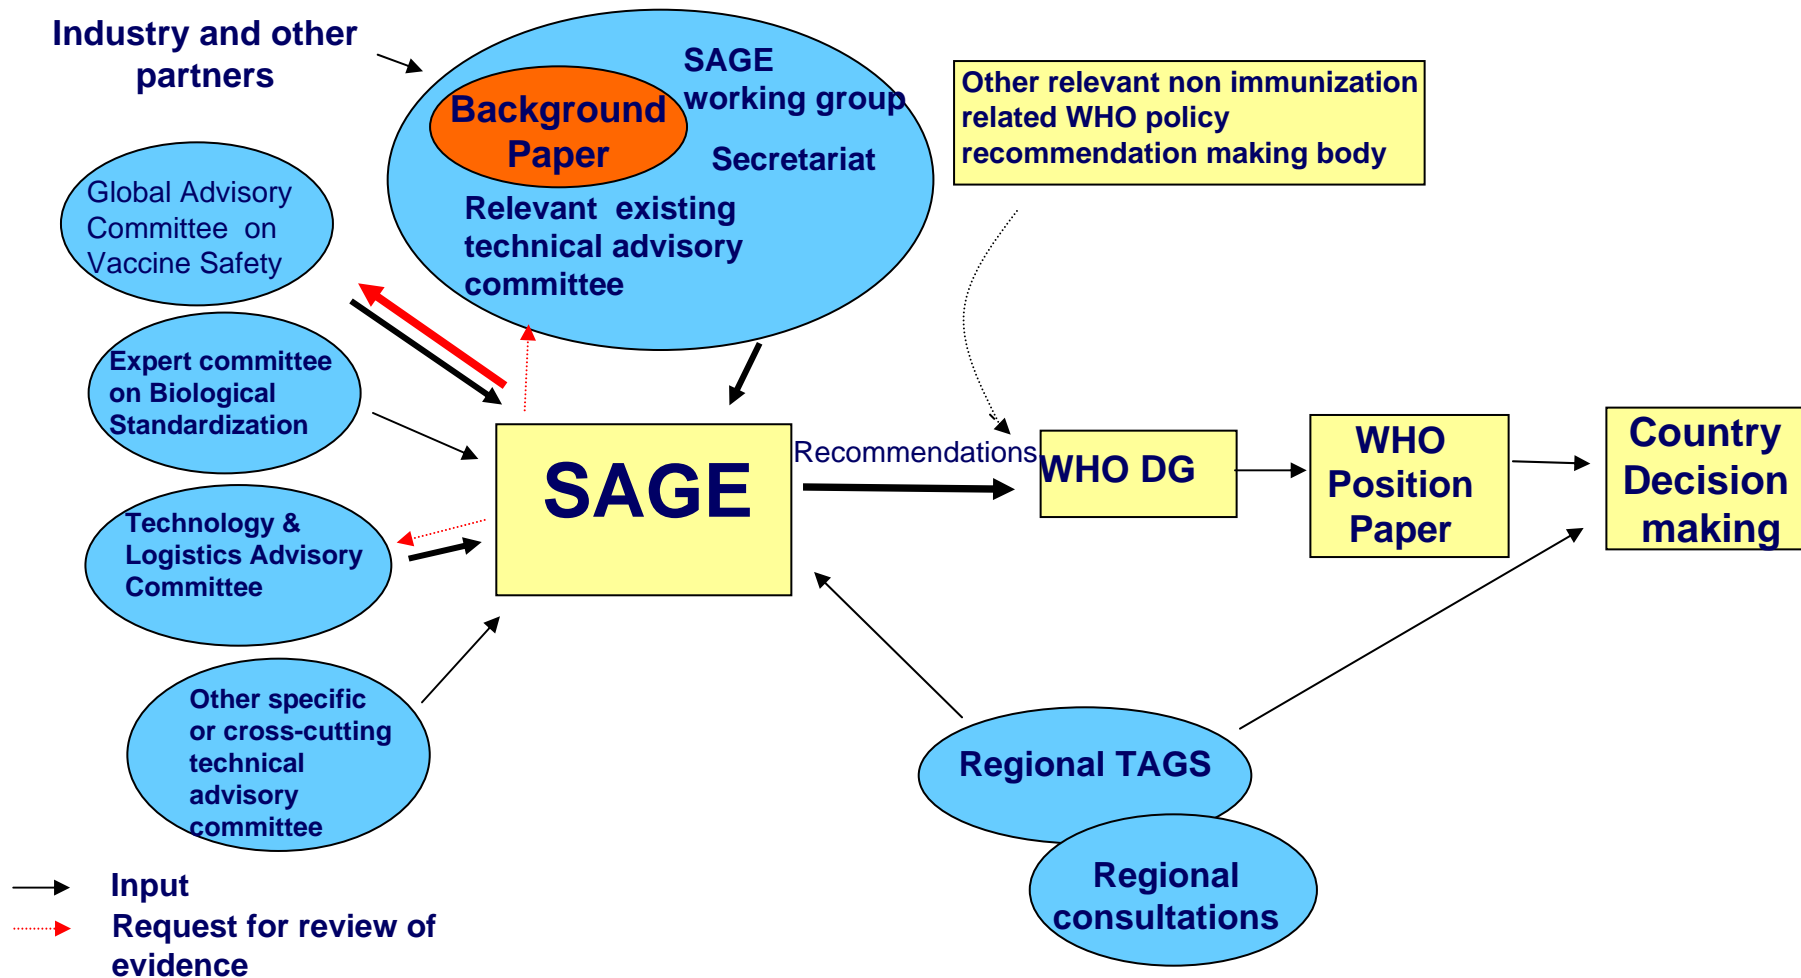 Industry and other
partners
Background
Paper
SAGE
working group
Secretariat
Relevant existing
technical advisory
committee
Other relevant non immunization
related WHO policy
recommendation making body
Global Advisory
Committee on
Vaccine Safety
Expert committee
on Biological
Standardization
Technology &
Logistics Advisory
Committee
Other specific
or cross-cutting
technical
advisory
committee
SAGE
Recommendations
WHO DG
WHO
Position
Paper
Country
Decision
making
Regional TAGS
Regional
consultations
Input
Request for review of
evidence